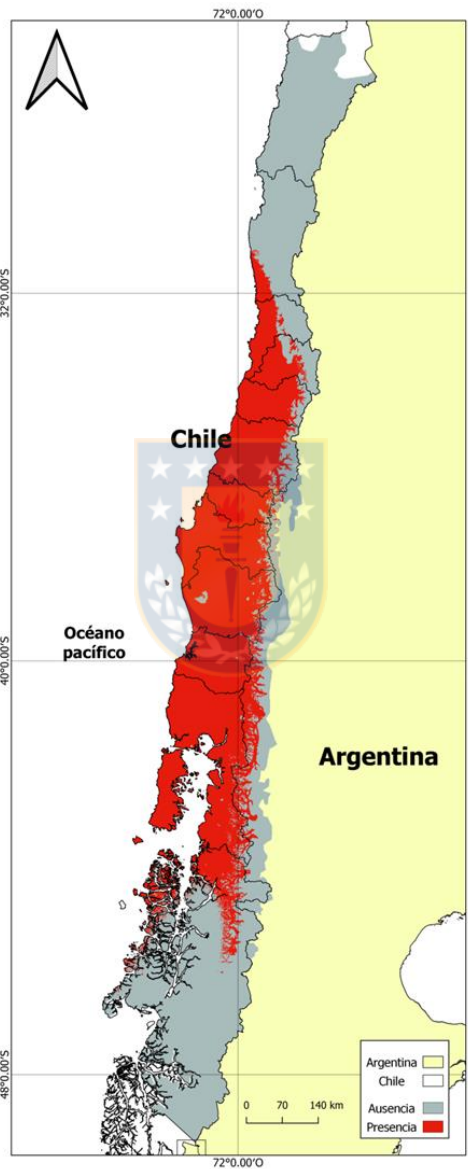 72°0.00'O
32°0.00'S
Chile
40°0.00'S
Océano
pacífico
Argentina
48°0.00'S
Argentina
Chile
Ausencia
Presencia
0 70 140 km
72°0.00'O